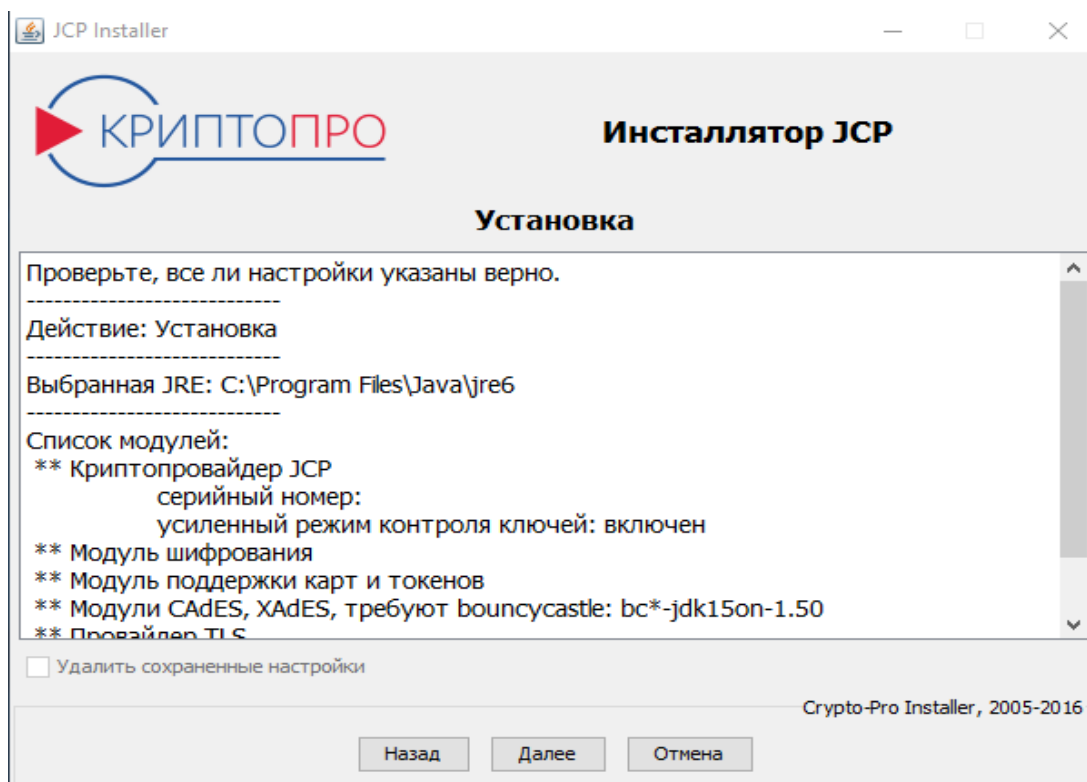 JCP Installer
КРИПТОПРО
Инсталлятор JCP
Установка
Проверьте, все ли настройки указаны верно.
----------------------------
Действие: Установка
----------------------------
Выбранная JRE: C:\Program Files\Java\jre6
----------------------------
Список модулей:
** Криптопровайдер JCP
серийный номер:
усиленный режим контроля ключей: включен
** Модуль шифрования
** Модуль поддержки карт и токенов
** Модули CAdES, XAdES, требуют bouncycastle: bc*-jdk15on-1.50
** Провайдер TLS
Удалить сохраненные настройки
Crypto-Pro Installer, 2005-2016
Назад
Далее
Отмена